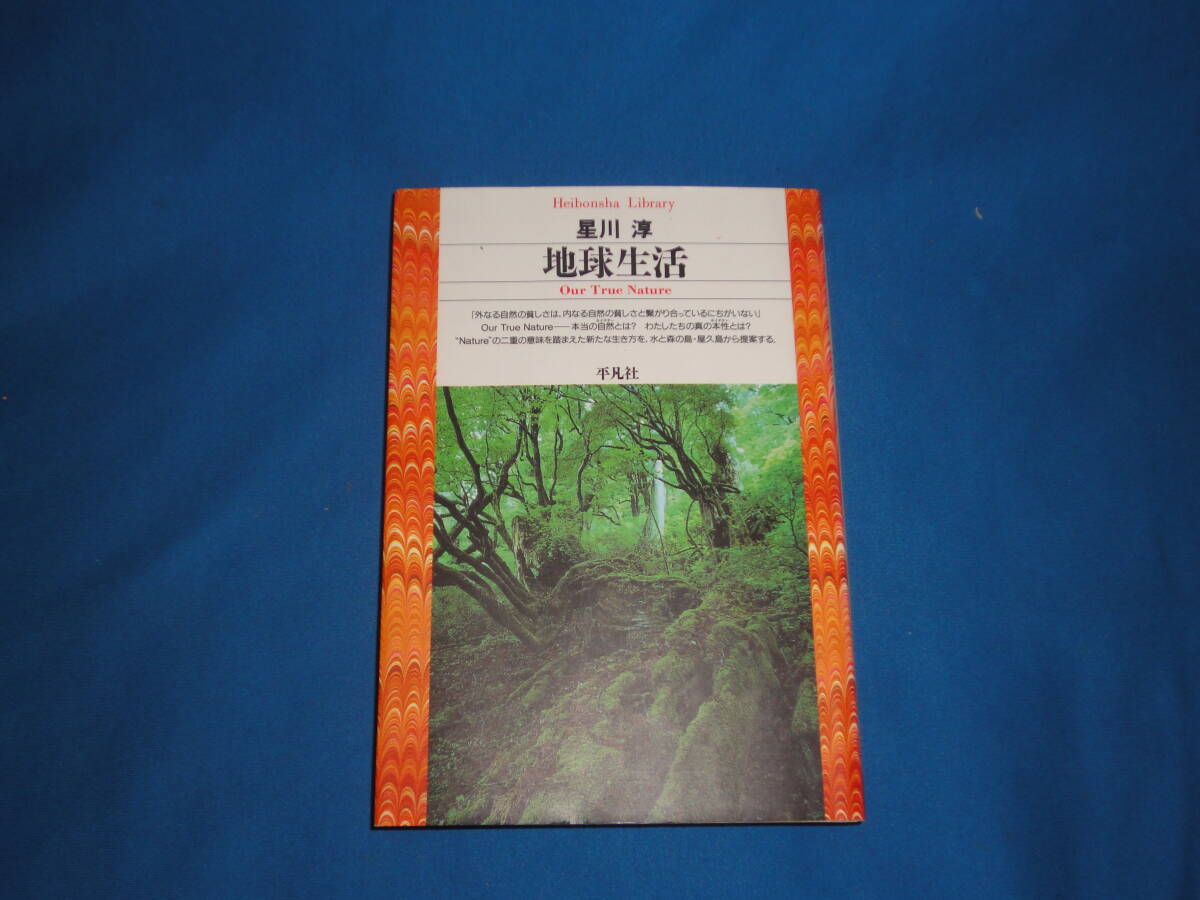 Heibonsha Library
星川 淳
地球生活
Our True Nature
「外なる自然の貧しさは、内なる自然の貧しさと繋がり合っているにちがいない」
Our True Nature──本当の自然とは? わたしたちの真の本性とは?
“Nature”の二重の意味を踏まえた新たな生き方を、水と森の島・屋久島から提案する。
平凡社